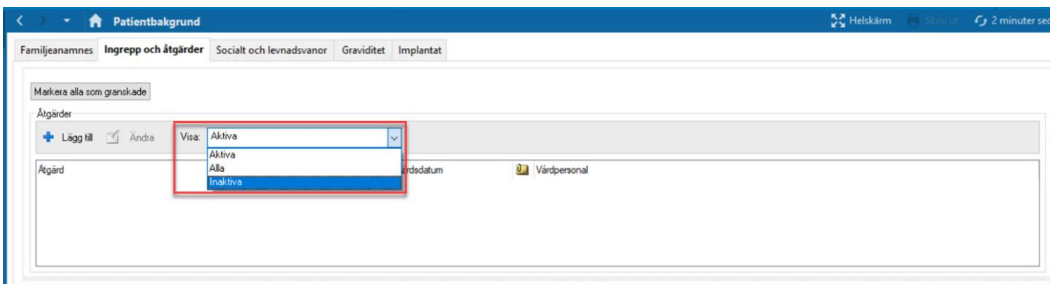 Patientbakgrund Helskärm Skriv ut 2 minuter sed
Familjeanamnes Ingrepp och åtgärder Socialt och levnadsvanor Graviditet Implantat
Markera alla som granskade
Åtgärder
Lägg till Ändra Visa: Aktiva
Aktiva
Åtgärd Alla rdsdatum Vårdpersonal
Inaktiva